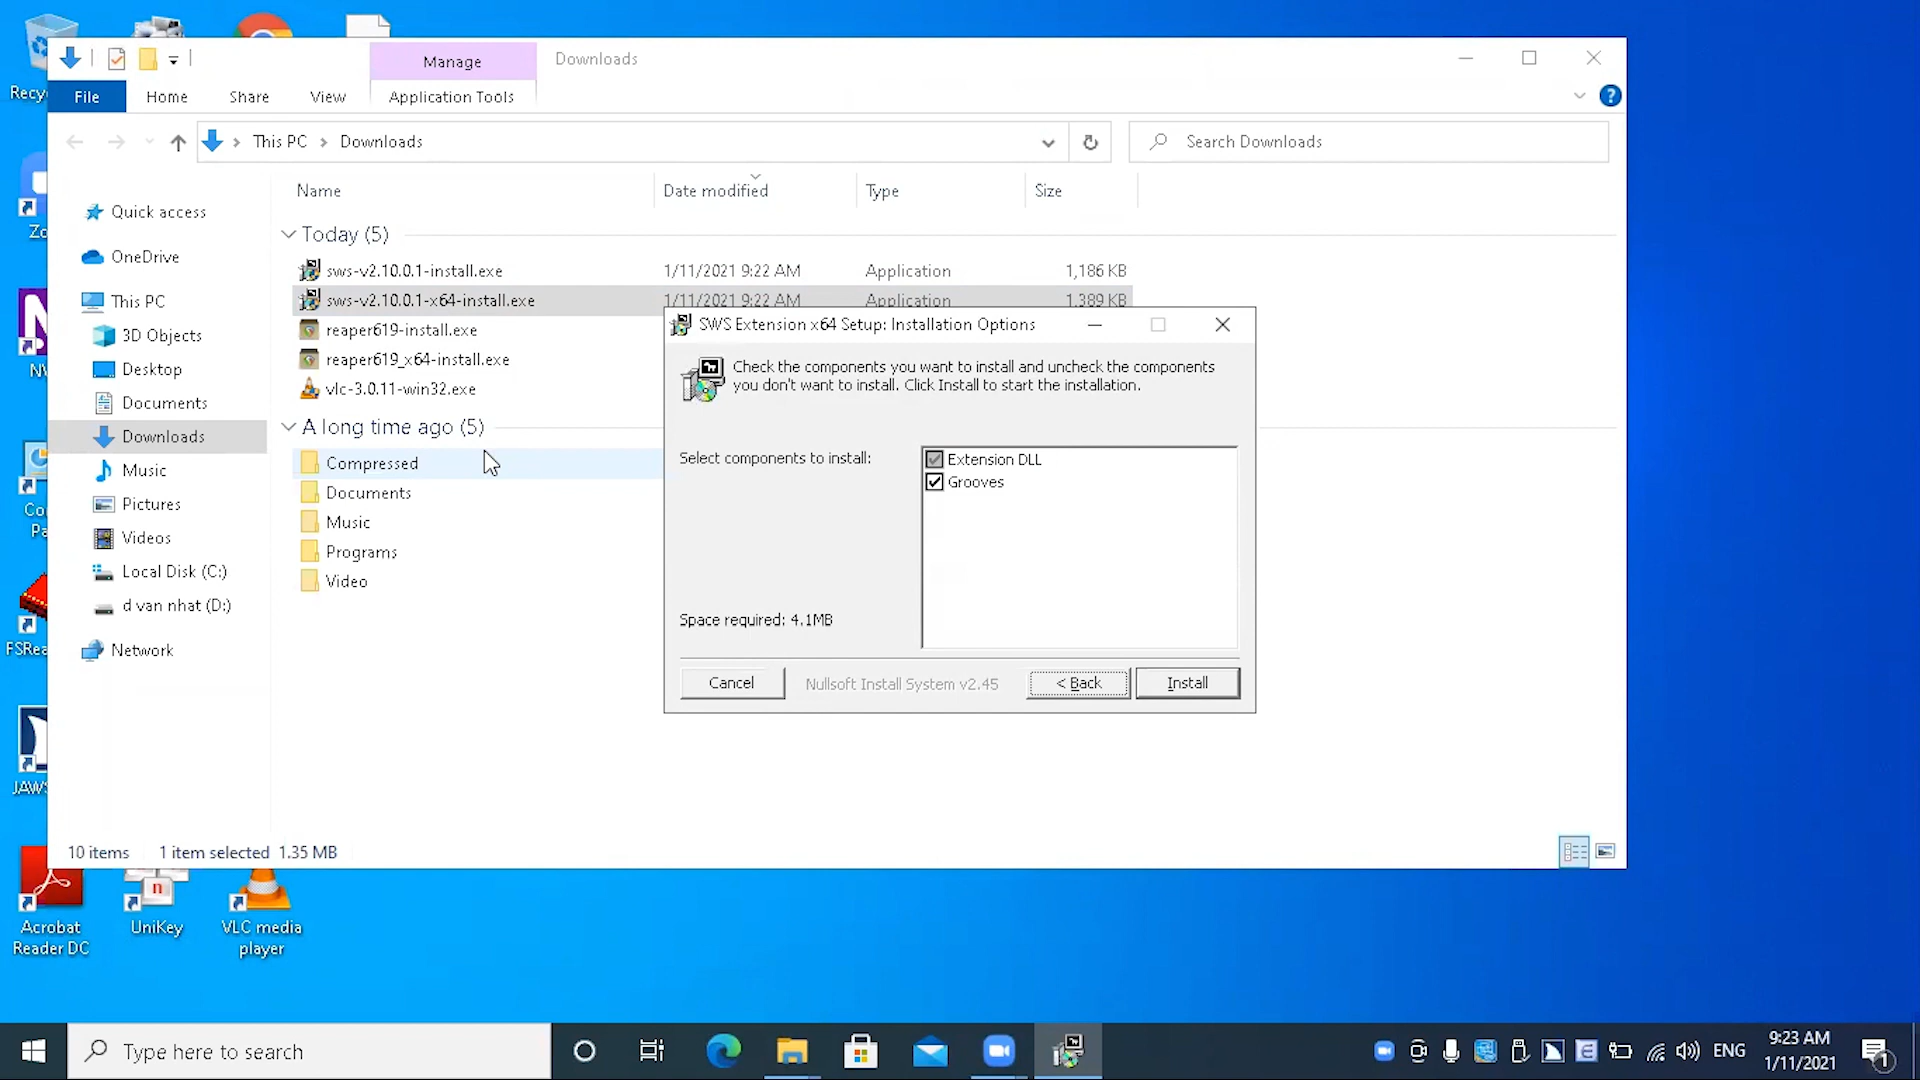 Recy
Manage
Downloads
File
Home
Share
View
Application Tools
This PC
Downloads
Search Downloads
Name
Date modified
Type
Size
Quick access
OneDrive
This PC
3D Objects
Desktop
Documents
Downloads
Music
Pictures
Videos
Local Disk (C:)
d van nhat (D:)
Network
Today (5)
sws-v2.10.0.1-install.exe 1/11/2021 9:22 AM Application 1,186 KB
sws-v2.10.0.1-x64-install.exe 1/11/2021 9:22 AM Application 1,389 KB
reaper619-install.exe
reaper619_x64-install.exe
vlc-3.0.11-win32.exe
A long time ago (5)
Compressed
Documents
Music
Programs
Video
SWS Extension x64 Setup: Installation Options
Check the components you want to install and uncheck the components
you don't want to install. Click Install to start the installation.
Select components to install:
Extension DLL
Grooves
Space required: 4.1MB
Cancel
Nullsoft Install System v2.45
< Back
Install
10 items 1 item selected 1.35 MB
Zo
NV
Co
Pa
FSRea
JAWS
Acrobat
Reader DC
UniKey
VLC media
player
Type here to search
ENG
9:23 AM
1/11/2021
1